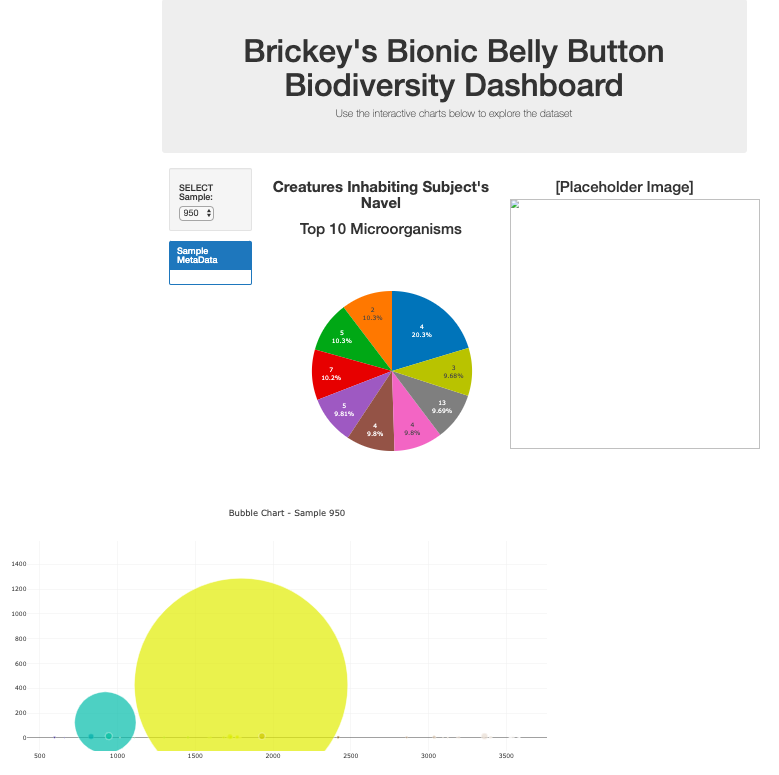 Brickey's Bionic Belly Button
Biodiversity Dashboard
Use the interactive charts below to explore the dataset
SELECT
Sample:
950
Sample
MetaData
Creatures Inhabiting Subject's
Navel
Top 10 Microorganisms
[Placeholder Image]
2
10.3%
4
20.3%
5
10.3%
3
9.68%
7
10.2%
13
9.69%
5
9.81%
4
9.8%
4
9.8%
Bubble Chart - Sample 950
1400
1200
1000
800
600
400
200
0
500
1000
1500
2000
2500
3000
3500